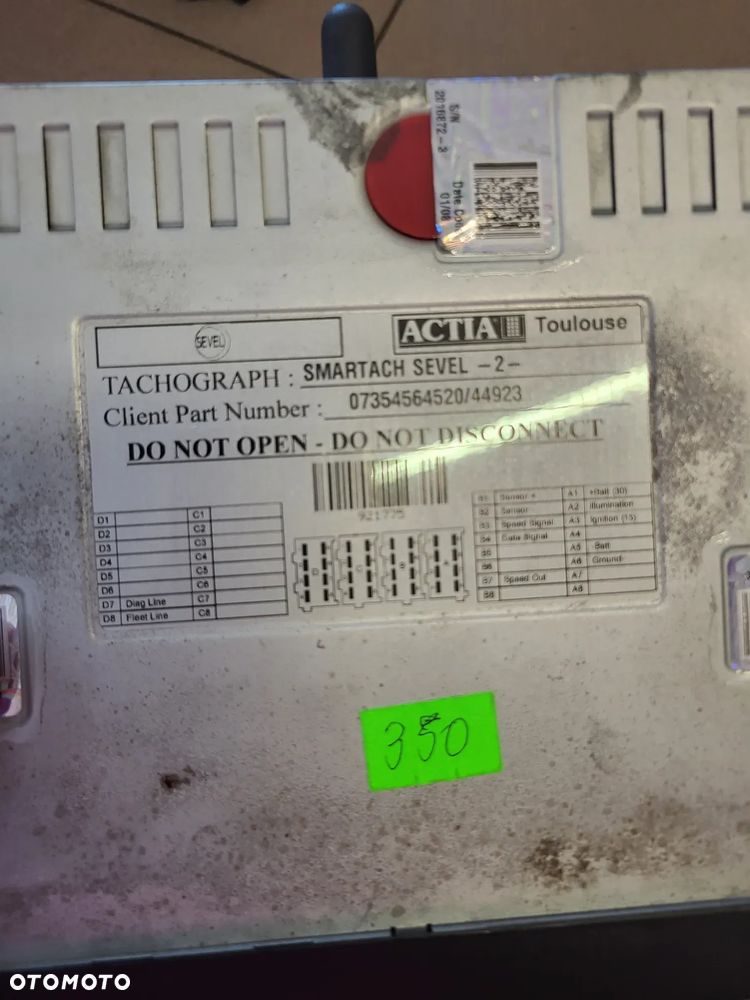 S/N
Date Code
01/08
SEVEL
ACTIA Toulouse
TACHOGRAPH : SMARTACH SEVEL -2-
Client Part Number : 07354564520/44923
DO NOT OPEN - DO NOT DISCONNECT
921775
D1 C1
D2 C2
D3 C3
D4 C4
D5 C5
D6 C6
D7 Diag Line C7
D8 Fleet Line C8
D C B A
B1 Sensor + A1 +Batt (30)
B2 Sensor A2 Illumination
B3 Speed Signal A3 Ignition (15)
B4 Data Signal A4
B5 A5 Batt
B6 A6 Ground
B7 Speed Out A7
B8 A8
350
OTOMOTO